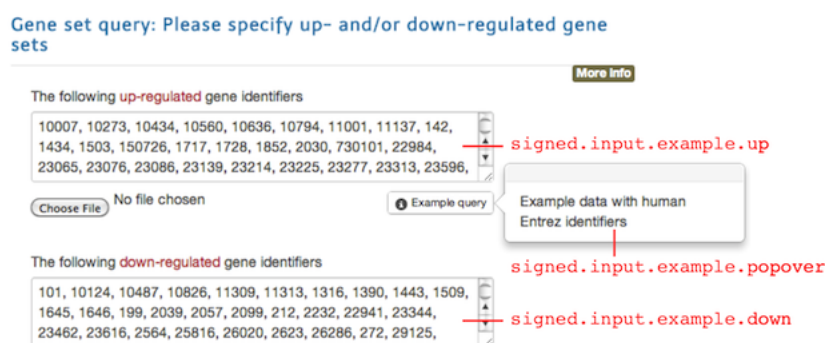 Gene set query: Please specify up- and/or down-regulated gene
sets
More Info
The following up-regulated gene identifiers
10007, 10273, 10434, 10560, 10636, 10794, 11001, 11137, 142,
1434, 1503, 150726, 1717, 1728, 1852, 2030, 730101, 22984,
23065, 23076, 23086, 23139, 23214, 23225, 23277, 23313, 23596,
signed.input.example.up
Choose File No file chosen
Example query
Example data with human
Entrez identifiers
signed.input.example.popover
The following down-regulated gene identifiers
101, 10124, 10487, 10826, 11309, 11313, 1316, 1390, 1443, 1509,
1645, 1646, 199, 2039, 2057, 2099, 212, 2232, 22941, 23344,
23462, 23616, 2564, 25816, 26020, 2623, 26286, 272, 29125,
signed.input.example.down